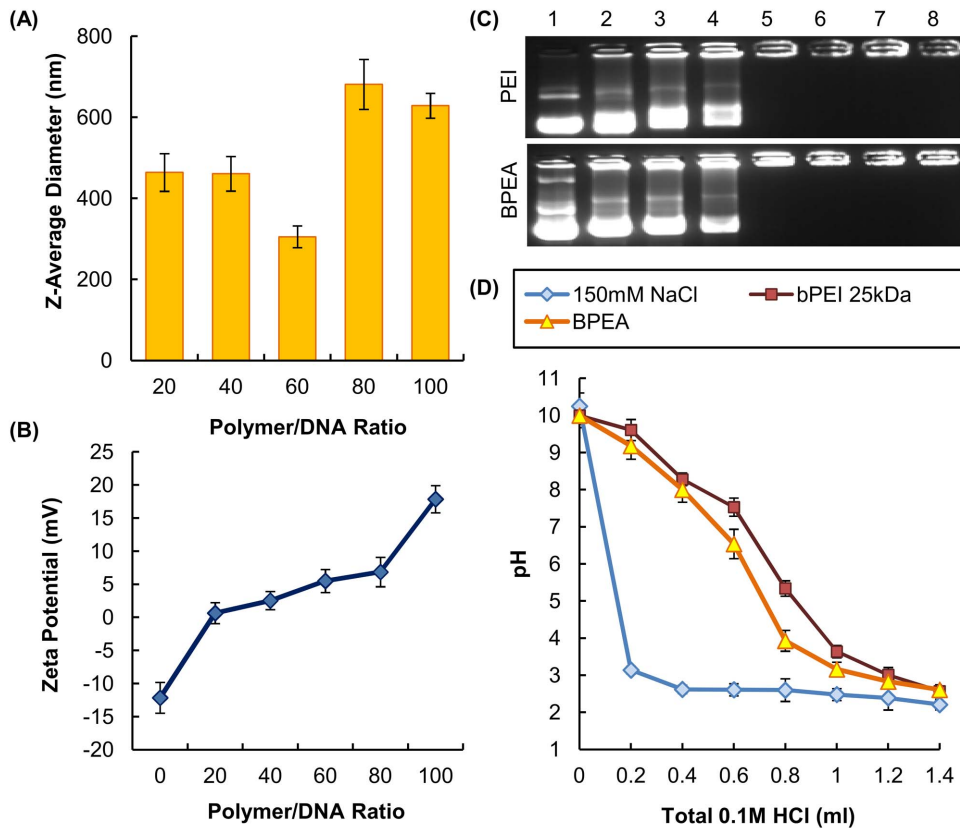 (A)
800
600
400
200
0
Z-Average Diameter (nm)
20 40 60 80 100
Polymer/DNA Ratio
(B)
25
20
15
10
5
0
-5
-10
-15
-20
Zeta Potential (mV)
0 20 40 60 80 100
Polymer/DNA Ratio
(C) 1 2 3 4 5 6 7 8
PEI
BPEA
(D)
150mM NaCl bPEI 25kDa
BPEA
11
10
9
8
7
6
5
4
3
2
1
pH
0 0.2 0.4 0.6 0.8 1.0 1.2 1.4
Total 0.1M HCl (ml)